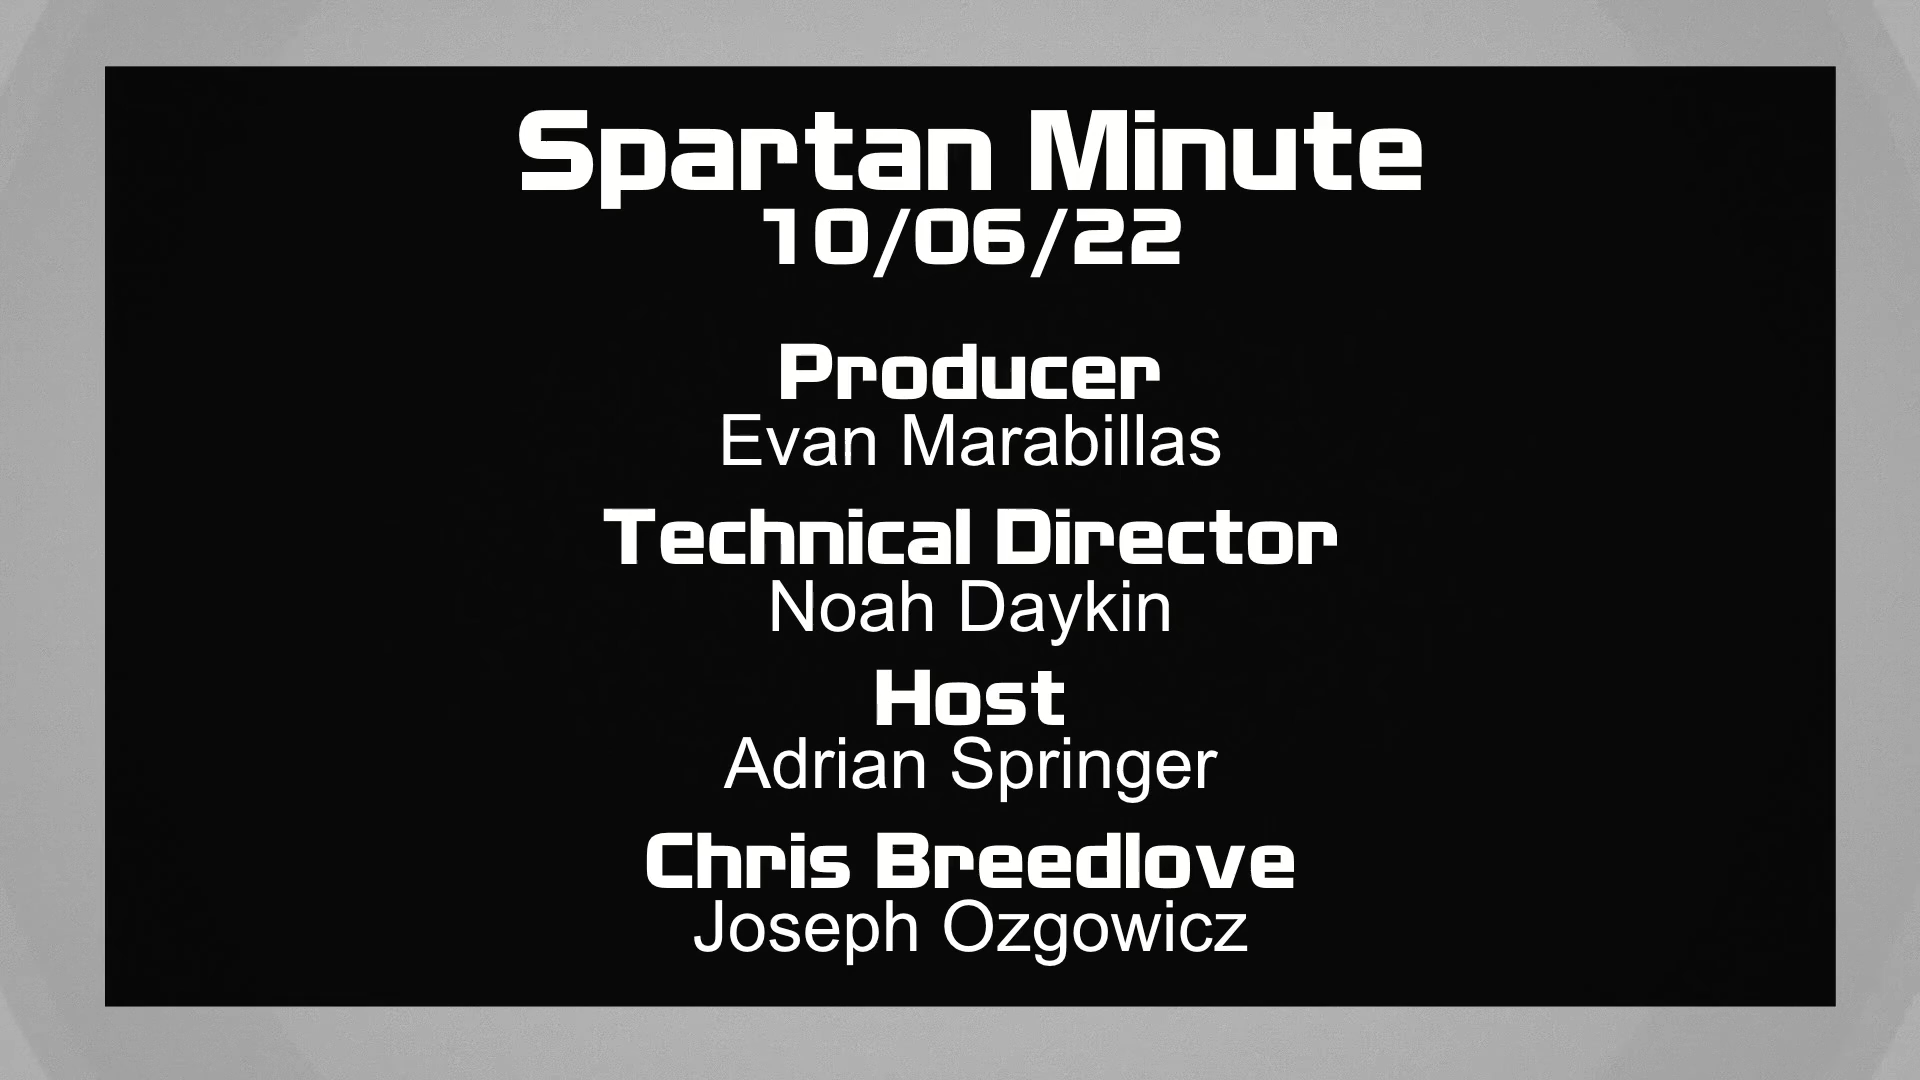 Spartan Minute
10/06/22
Producer
Evan Marabillas
Technical Director
Noah Daykin
Host
Adrian Springer
Chris Breedlove
Joseph Ozgowicz